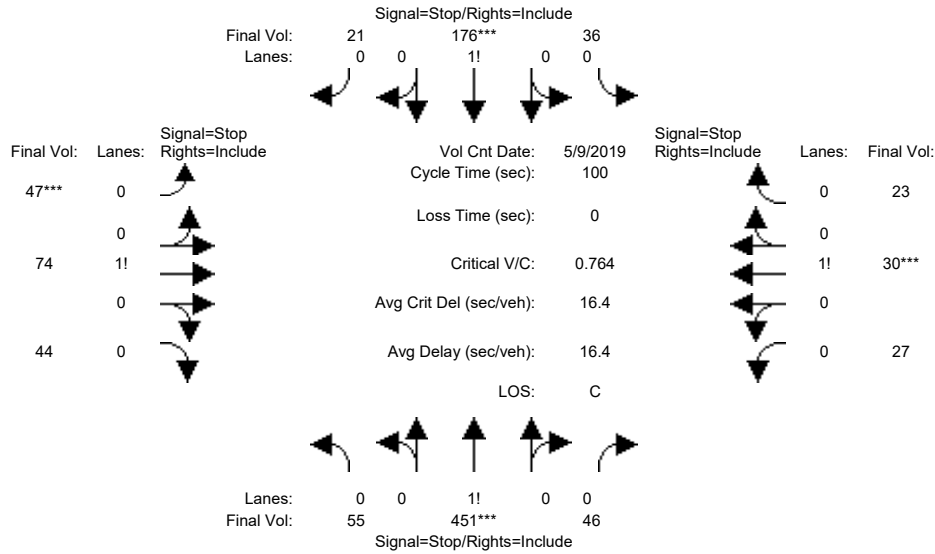 Signal=Stop/Rights=Include
Final Vol: 21 176*** 36
Lanes: 0 0 1! 0 0
Signal=Stop Signal=Stop
Final Vol: Lanes: Rights=Include Vol Cnt Date: 5/9/2019 Rights=Include Lanes: Final Vol:
Cycle Time (sec): 100
47*** 0 0 23
Loss Time (sec): 0
0 0
74 1! Critical V/C: 0.764 1! 30***
0 Avg Crit Del (sec/veh): 16.4 0
44 0 Avg Delay (sec/veh): 16.4 0 27
LOS: C
Lanes: 0 0 1! 0 0
Final Vol: 55 451*** 46
Signal=Stop/Rights=Include